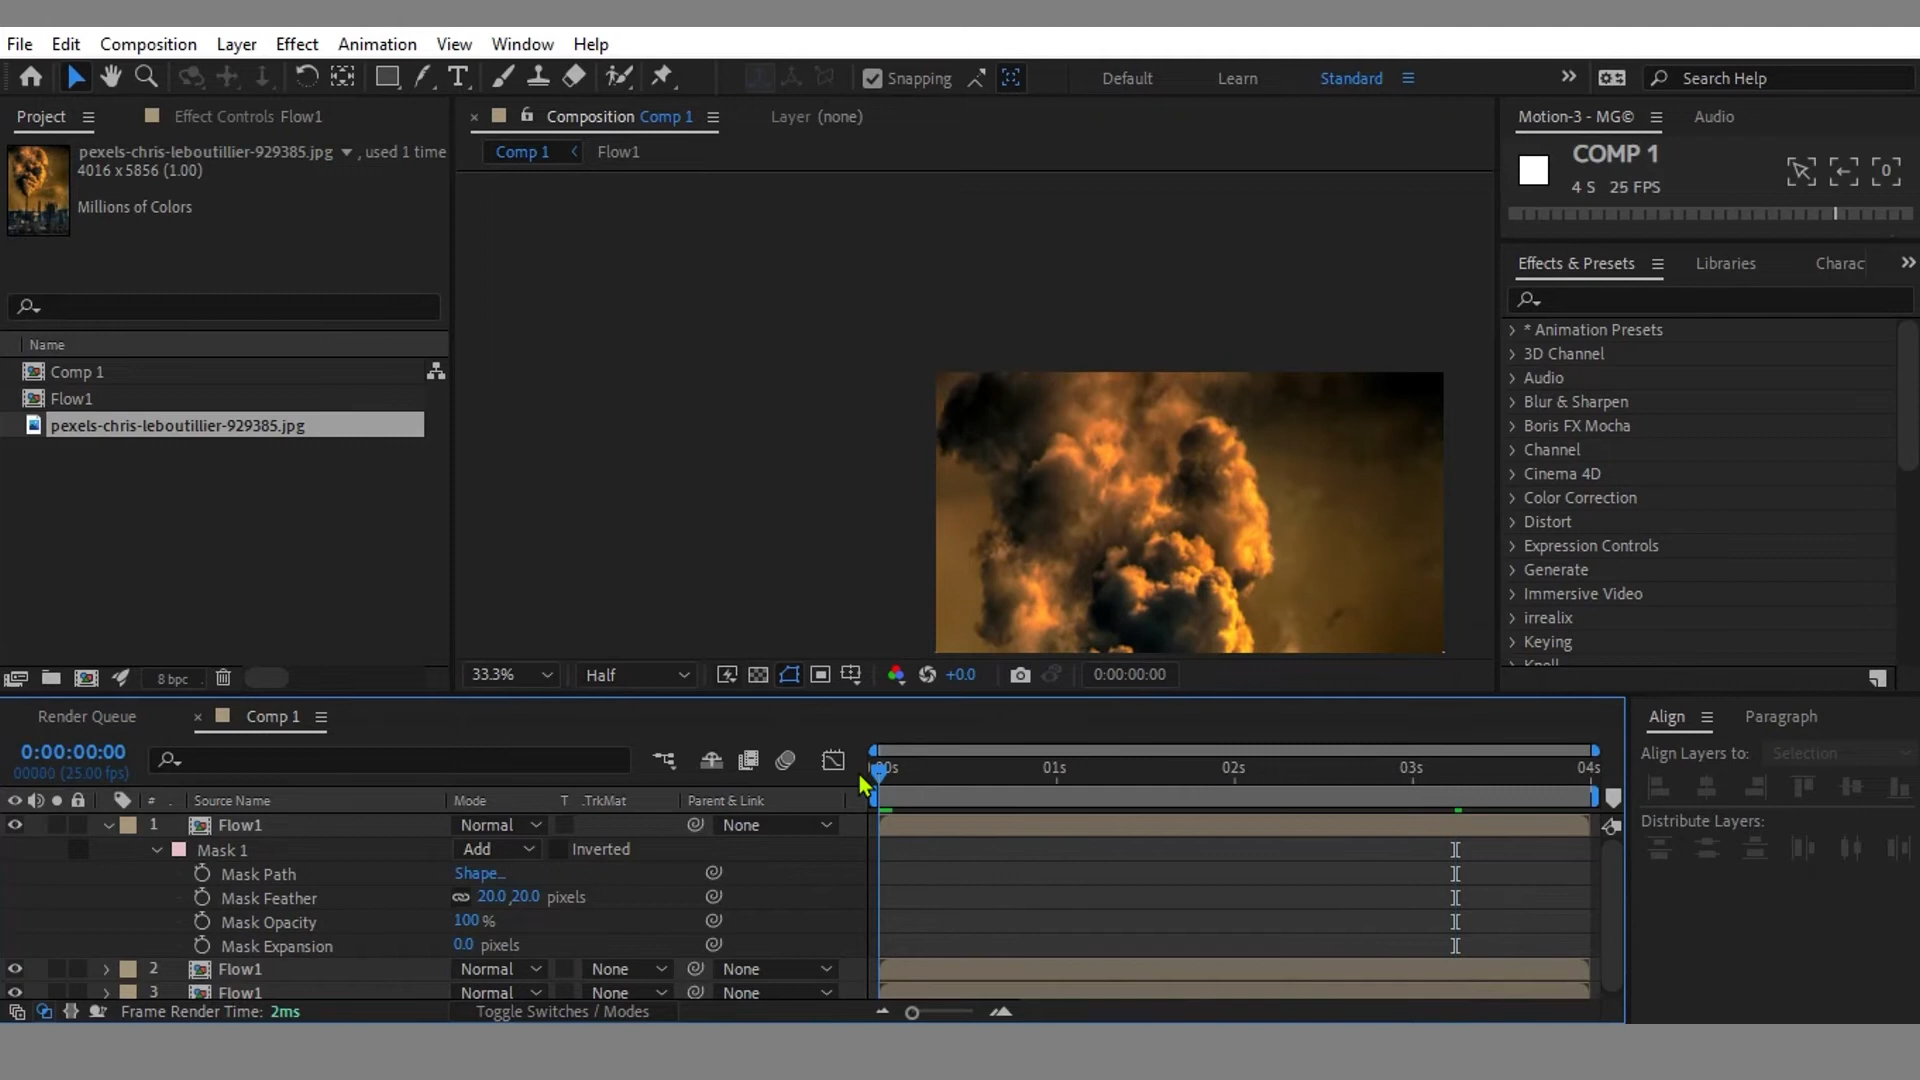 File Edit Composition Layer Effect Animation View Window Help
Snapping Default Learn Standard Search Help
Project Effect Controls Flow1
pexels-chris-leboutillier-929385.jpg , used 1 time
4016 x 5856 (1.00)
Millions of Colors
Name
Comp 1
Flow1
pexels-chris-leboutillier-929385.jpg
8 bpc
Composition Comp 1 Layer (none)
Comp 1 Flow1
33.3% Half +0.0 0:00:00:00
Motion-3 - MG© Audio
COMP 1
4 S 25 FPS
0
Effects & Presets Libraries Charac
* Animation Presets
3D Channel
Audio
Blur & Sharpen
Boris FX Mocha
Channel
Cinema 4D
Color Correction
Distort
Expression Controls
Generate
Immersive Video
irrealix
Keying
Render Queue Comp 1
0:00:00:00
00000 (25.00 fps)
01s 02s 03s 04s
# Source Name Mode T .TrkMat Parent & Link
1 Flow1 Normal None
Mask 1 Add Inverted
Mask Path Shape...
Mask Feather 20.0,20.0 pixels
Mask Opacity 100 %
Mask Expansion 0.0 pixels
2 Flow1 Normal None None
3 Flow1 Normal None None
Frame Render Time: 2ms Toggle Switches / Modes
Align Paragraph
Align Layers to: Selection
Distribute Layers: